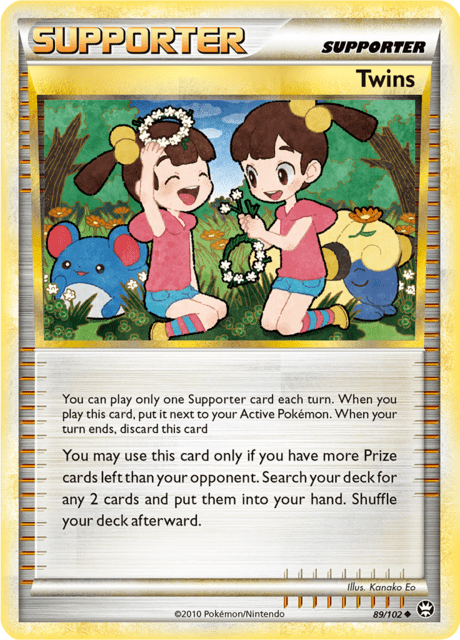 SUPPORTER
SUPPORTER
Twins
You can play only one Supporter card each turn. When you
play this card, put it next to your Active Pokémon. When your
turn ends, discard this card
You may use this card only if you have more Prize
cards left than your opponent. Search your deck for
any 2 cards and put them into your hand. Shuffle
your deck afterward.
Illus. Kanako Eo
©2010 Pokémon/Nintendo
89/102